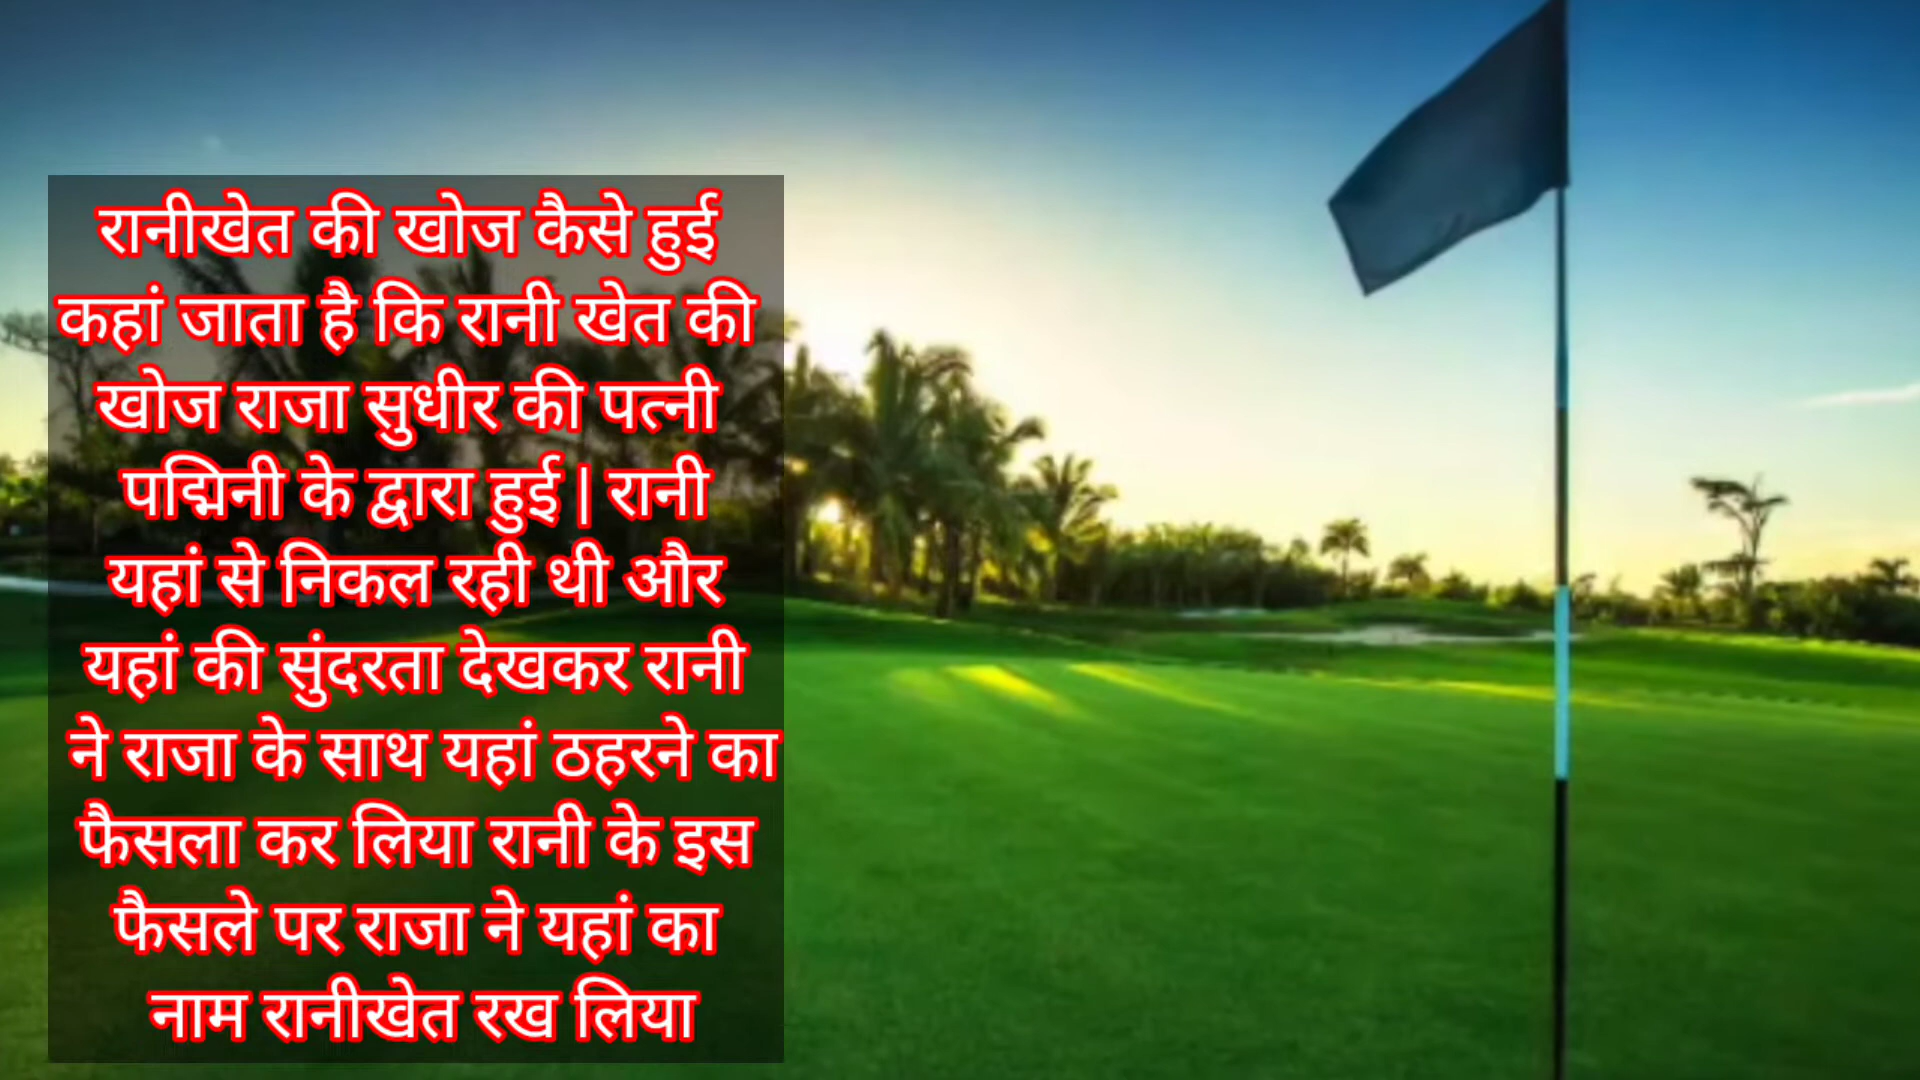 रानीखेत की खोज कैसे हुई
कहां जाता है कि रानी खेत की
खोज राजा सुधीर की पत्नी
पद्मिनी के द्वारा हुई | रानी
यहां से निकल रही थी और
यहां की सुंदरता देखकर रानी
ने राजा के साथ यहां ठहरने का
फैसला कर लिया रानी के इस
फैसले पर राजा ने यहां का
नाम रानीखेत रख लिया